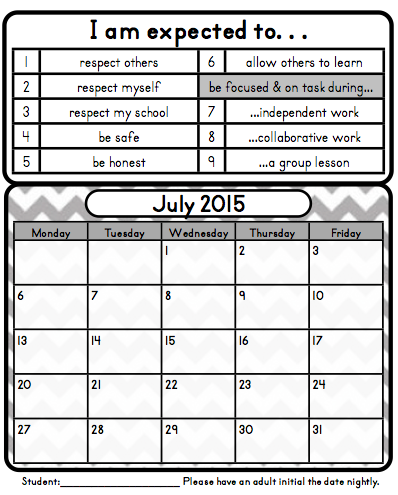 I am expected to. . .
1 respect others 6 allow others to learn
2 respect myself be focused & on task during...
3 respect my school 7 ...independent work
4 be safe 8 ...collaborative work
5 be honest 9 ...a group lesson
July 2015
Monday Tuesday Wednesday Thursday Friday
1 2 3
6 7 8 9 10
13 14 15 16 17
20 21 22 23 24
27 28 29 30 31
Student:____________________ Please have an adult initial the date nightly.